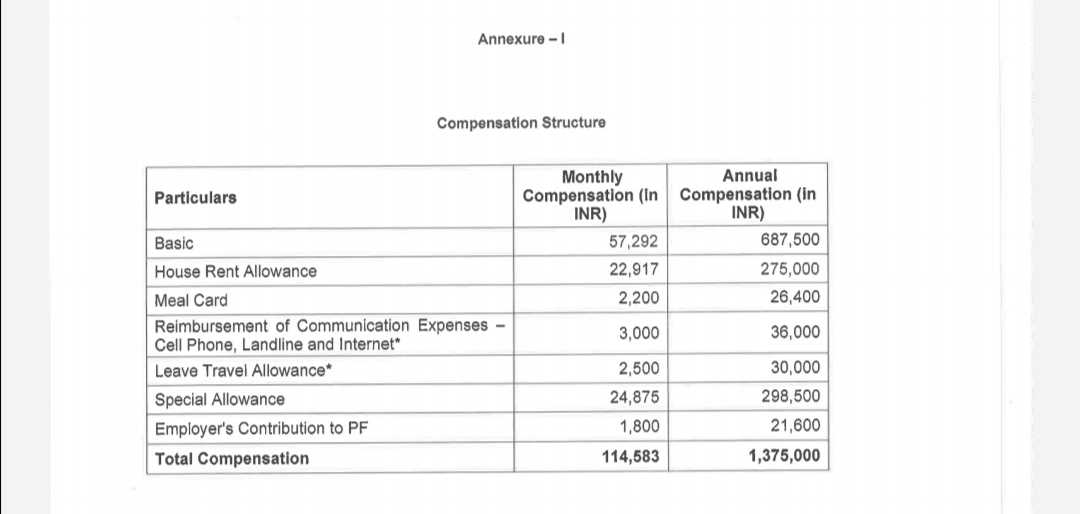 Annexure – I
Compensation Structure
Particulars Monthly Compensation (In INR) Annual Compensation (in INR)
Basic 57,292 687,500
House Rent Allowance 22,917 275,000
Meal Card 2,200 26,400
Reimbursement of Communication Expenses –
Cell Phone, Landline and Internet* 3,000 36,000
Leave Travel Allowance* 2,500 30,000
Special Allowance 24,875 298,500
Employer's Contribution to PF 1,800 21,600
Total Compensation 114,583 1,375,000